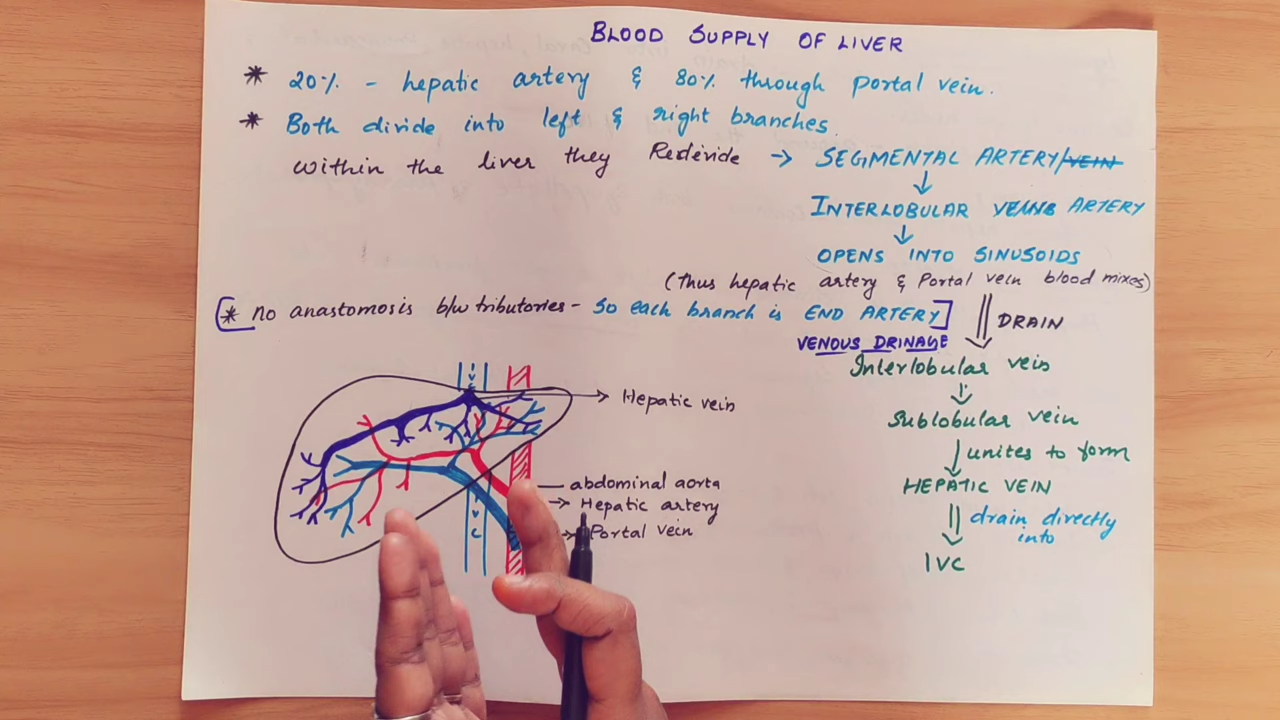 BLOOD SUPPLY OF LIVER
* 20% - hepatic artery & 80% through portal vein.
* Both divide into left & right branches
within the liver they Redivide → SEGMENTAL ARTERY/VEIN
↓
INTERLOBULAR ARTERY
↓
OPENS INTO SINUSOIDS
(thus hepatic artery & Portal vein blood mixes)
[* no anastomosis b/w tributories - So each branch is END ARTERY]
DRAIN
VENOUS DRINAGE
Interlobular vein
↓
Sublobular vein
↓ unites to form
HEPATIC VEIN
drain directly
into
IVC
→ Hepatic vein
abdominal aorta
→ Hepatic artery
→ Portal vein
I
V
C